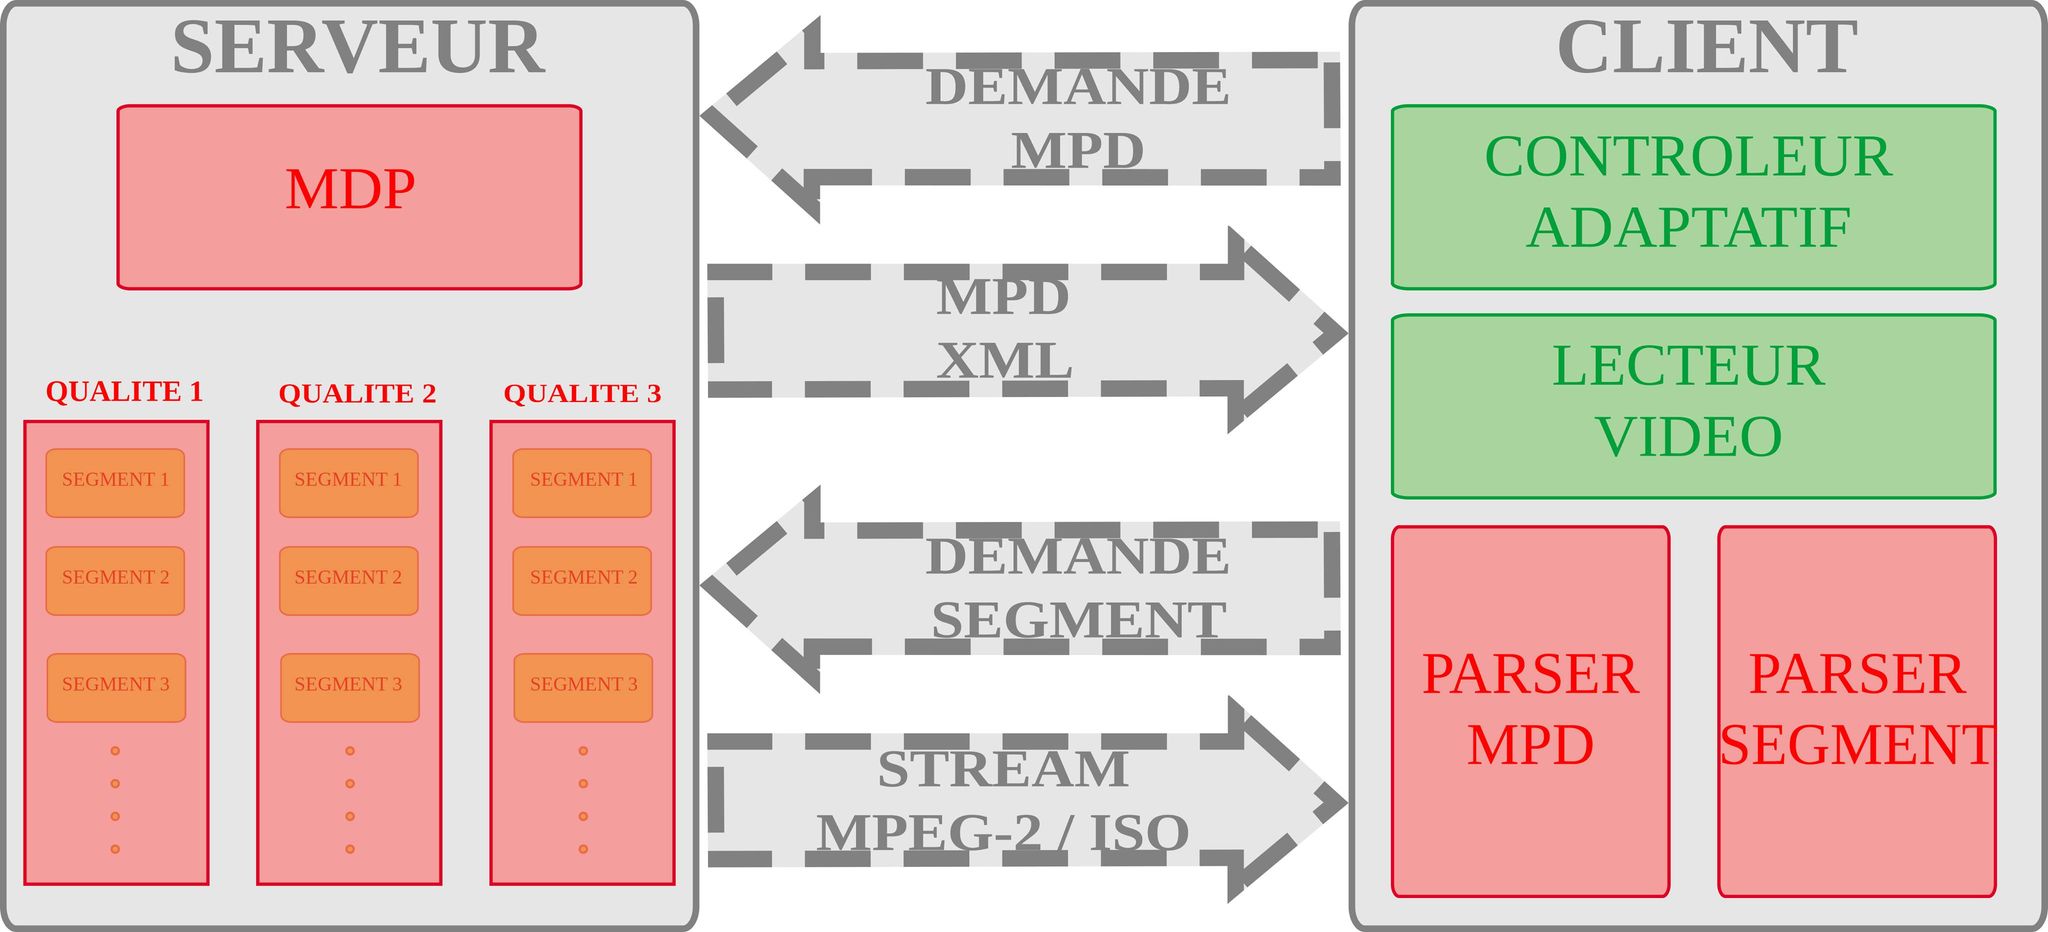 SERVEUR
MDP
QUALITE 1
QUALITE 2
QUALITE 3
SEGMENT 1
SEGMENT 1
SEGMENT 1
SEGMENT 2
SEGMENT 2
SEGMENT 2
SEGMENT 3
SEGMENT 3
SEGMENT 3
DEMANDE
MPD
MPD
XML
DEMANDE
SEGMENT
STREAM
MPEG-2 / ISO
CLIENT
CONTROLEUR
ADAPTATIF
LECTEUR
VIDEO
PARSER
MPD
PARSER
SEGMENT